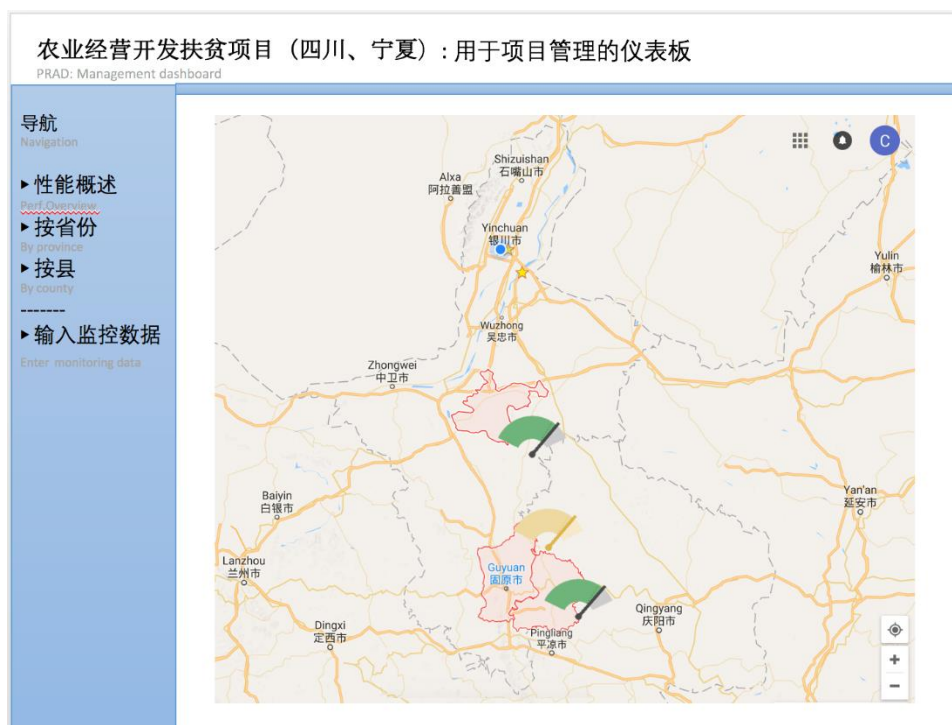 农业经营开发扶贫项目（四川、宁夏）: 用于项目管理的仪表板
PRAD: Management dashboard
导航
Navigation
▸性能概述
Perf.Overview
▸按省份
By province
▸按县
By county
-------
▸输入监控数据
Enter monitoring data
C
Shizuishan
石嘴山市
Alxa
阿拉善盟
Yinchuan
银川市
Yulin
榆林市
Wuzhong
吴忠市
Zhongwei
中卫市
Baiyin
白银市
Yan'an
延安市
Lanzhou
兰州市
Guyuan
固原市
Qingyang
庆阳市
Dingxi
定西市
Pingliang
平凉市
+
−